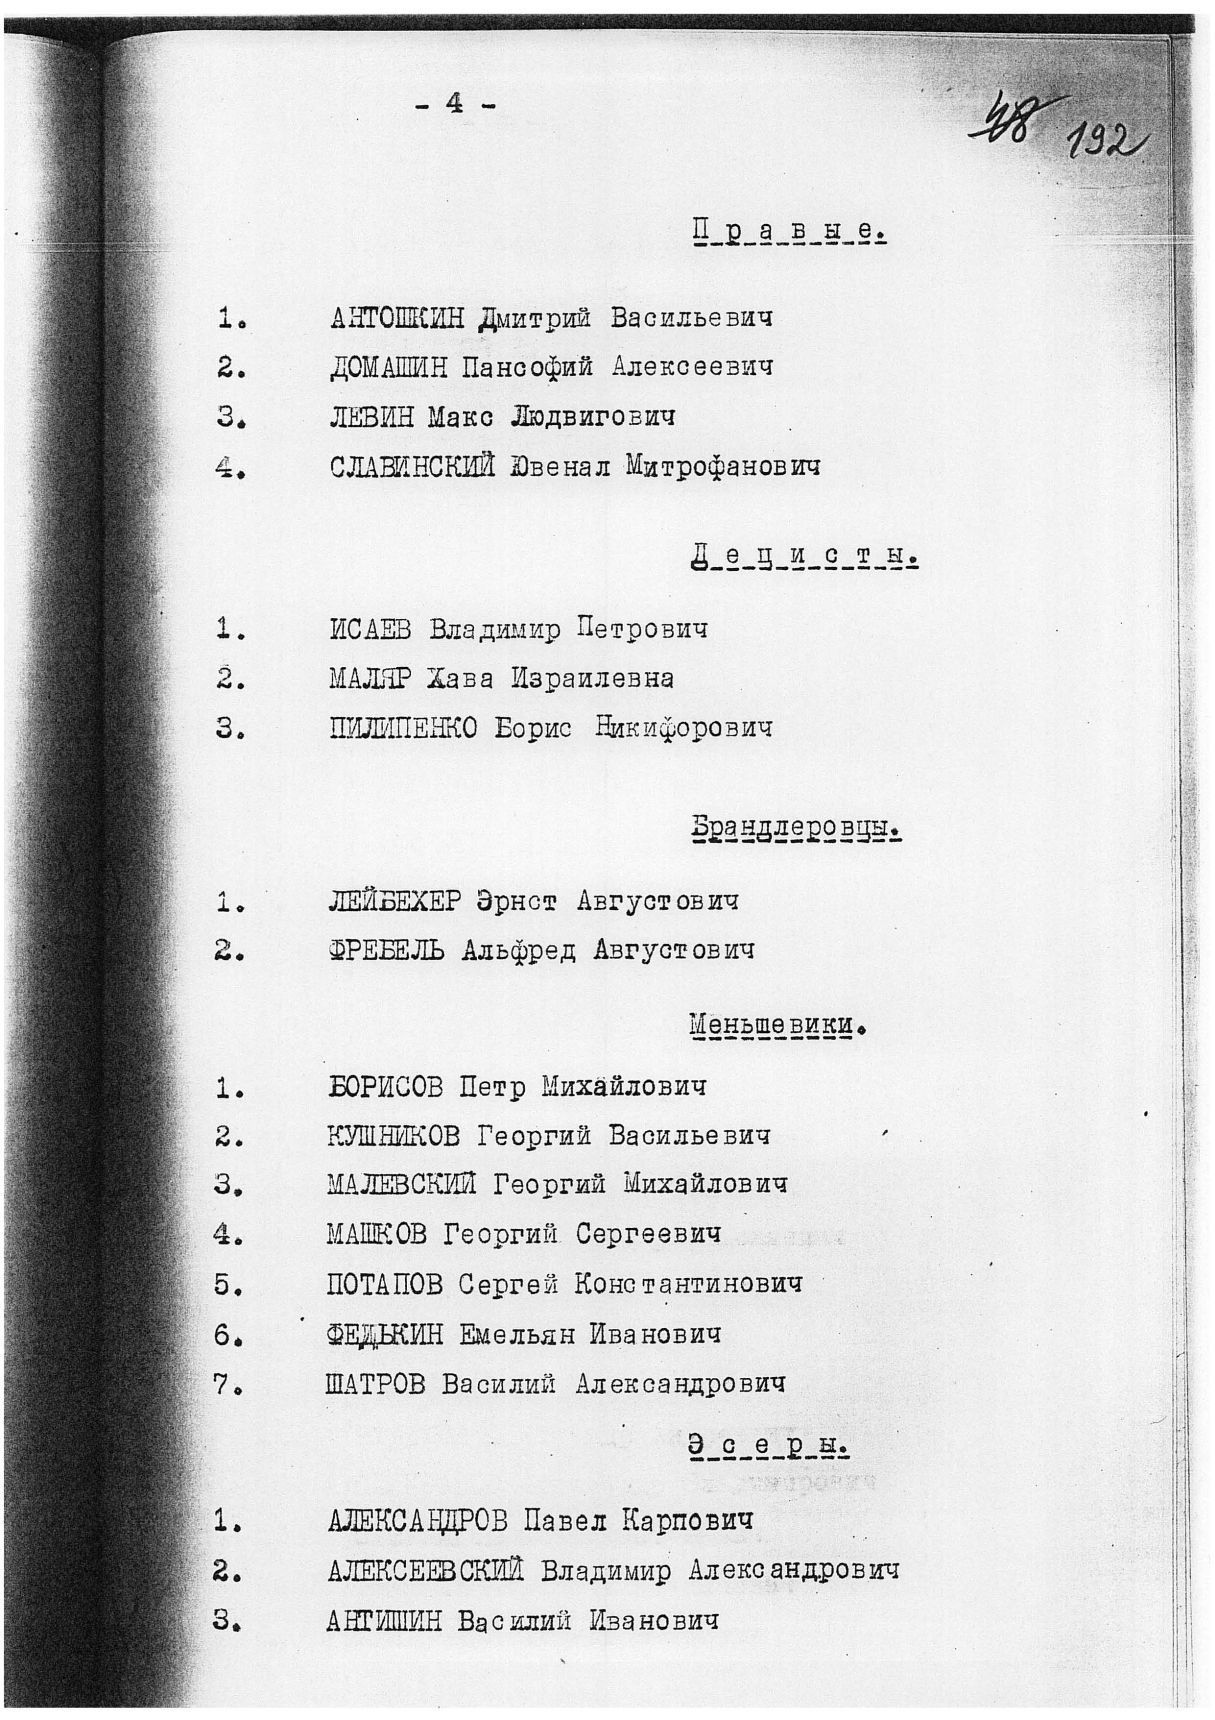 - 4 -
48 192
П р а в ы е.
1. АНТОШКИН Дмитрий Васильевич
2. ДОМАШИН Пансофий Алексеевич
3. ЛЕВИН Макс Людвигович
4. СЛАВИНСКИЙ Ювенал Митрофанович
Д е ц и с т ы.
1. ИСАЕВ Владимир Петрович
2. МАЛЯР Хава Израилевна
3. ПИЛИПЕНКО Борис Никифорович
Брандлеровцы.
1. ЛЕЙБЕХЕР Эрнст Августович
2. ФРЕБЕЛЬ Альфред Августович
Меньшевики.
1. БОРИСОВ Петр Михайлович
2. КУШНИКОВ Георгий Васильевич
3. МАЛЕВСКИЙ Георгий Михайлович
4. МАШКОВ Георгий Сергеевич
5. ПОТАПОВ Сергей Константинович
6. ФЕДЬКИН Емельян Иванович
7. ШАТРОВ Василий Александрович
Э с е р ы.
1. АЛЕКСАНДРОВ Павел Карпович
2. АЛЕКСЕЕВСКИЙ Владимир Александрович
3. АНТИШИН Василий Иванович